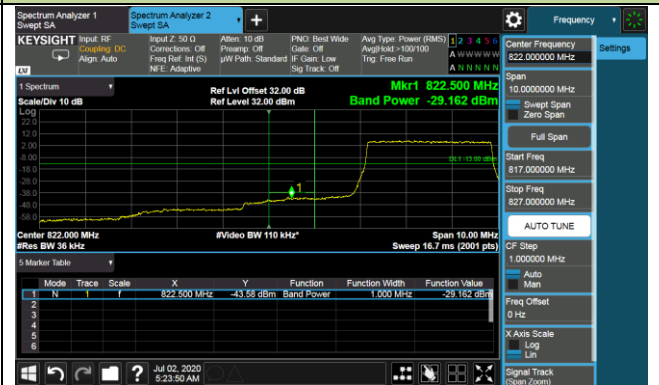 Spectrum Analyzer 1
Swept SA
Spectrum Analyzer 2
Swept SA
+
Frequency
KEYSIGHT
Input: RF
Coupling: DC
Align: Auto
Input Z: 50 Ω
Corrections: Off
Freq Ref: Int (S)
NFE: Adaptive
Atten: 10 dB
Preamp: Off
µW Path: Standard
PNO: Best Wide
Gate: Off
IF Gain: Low
Sig Track: Off
Avg Type: Power (RMS)
Avg|Hold:>100/100
Trig: Free Run
1 2 3 4 5 6
A W W W W W
A N N N N N
LXI
Center Frequency
822.000000 MHz
Settings
Span
10.0000000 MHz
Swept Span
Zero Span
Full Span
Start Freq
817.000000 MHz
Stop Freq
827.000000 MHz
AUTO TUNE
CF Step
1.000000 MHz
Auto
Man
Freq Offset
0 Hz
X Axis Scale
Log
Lin
Signal Track
(Span Zoom)
1 Spectrum
Scale/Div 10 dB
Ref Lvl Offset 32.00 dB
Ref Level 32.00 dBm
Mkr1 822.500 MHz
Band Power -29.162 dBm
Log
22.0
12.0
2.00
-8.00
-18.0
-28.0
-38.0
-48.0
-58.0
DL1 -13.00 dBm
1
Center 822.000 MHz
#Res BW 36 kHz
#Video BW 110 kHz*
Span 10.00 MHz
Sweep 16.7 ms (2001 pts)
5 Marker Table
Mode Trace Scale X Y Function Function Width Function Value
1 N 1 f 822.500 MHz -43.58 dBm Band Power 1.000 MHz -29.162 dBm
2
3
4
5
6
?
Jul 02, 2020
5:23:50 AM